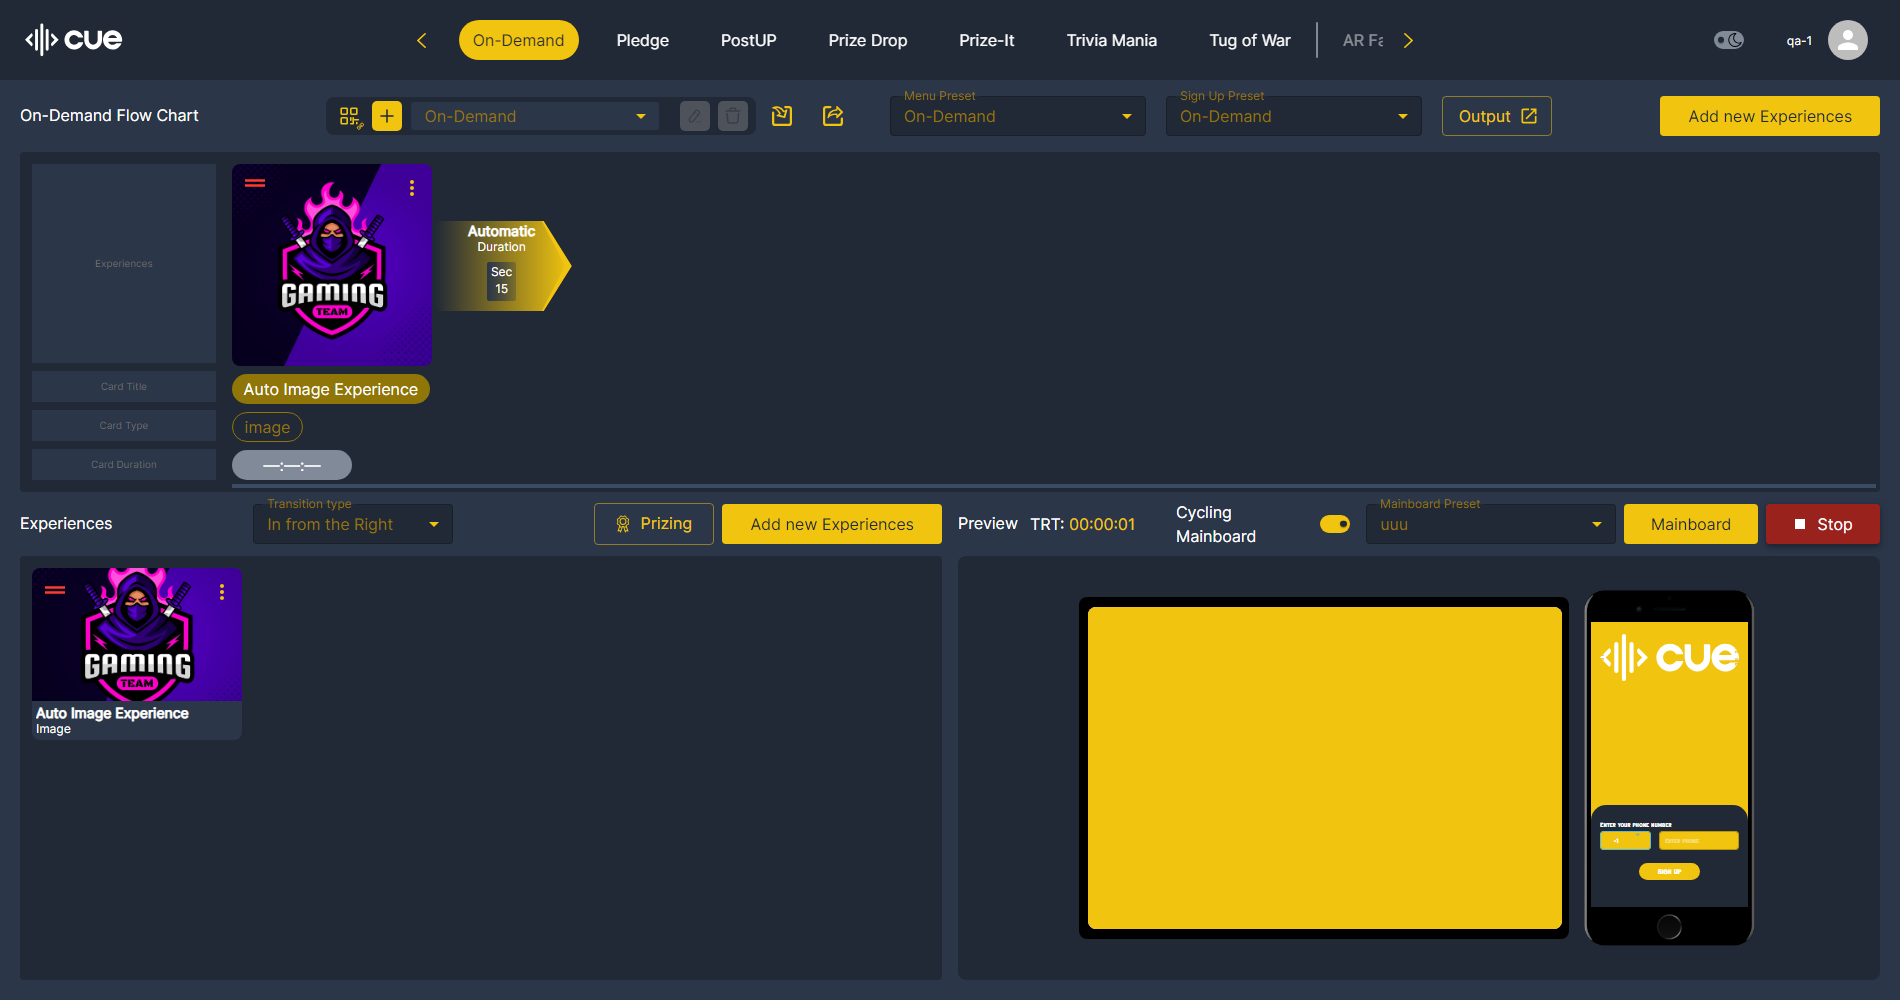 cue
On-Demand
Pledge
PostUP
Prize Drop
Prize-It
Trivia Mania
Tug of War
AR Fa
qa-1
On-Demand Flow Chart
On-Demand
Menu Preset
On-Demand
Sign Up Preset
On-Demand
Output
Add new Experiences
Experiences
GAMING
TEAM
Automatic
Duration
Sec
15
Card Title
Auto Image Experience
Card Type
image
Card Duration
—:—:—
Experiences
Transition type
In from the Right
Prizing
Add new Experiences
Preview
TRT: 00:00:01
Cycling
Mainboard
Mainboard Preset
uuu
Mainboard
Stop
GAMING
TEAM
Auto Image Experience
Image
cue
Enter your phone number
+1
Enter phone
Sign up